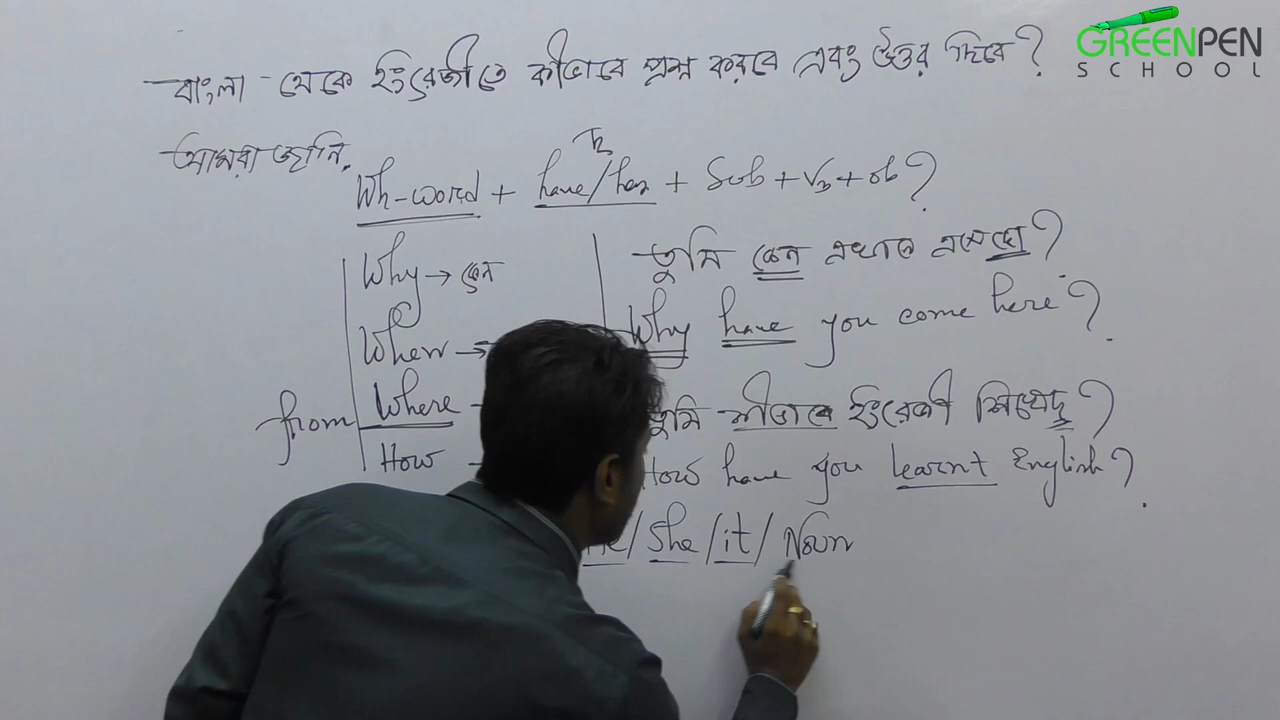 GREENPEN
SCHOOL
বাংলা - থেকে ইংরেজীতে কীভাবে প্রশ্ন করবে এবং উত্তর দিবে?
আমরা জানি,
Wh-word + have/has + Sub + V3 + ob?
Why → কেন
When →
from Where
How
তুমি কেন এখানে এসেছো?
Why have you come here?
তুমি কীভাবে ইংরেজী শিখেছ?
How have you learnt English?
He/She/it/Noun